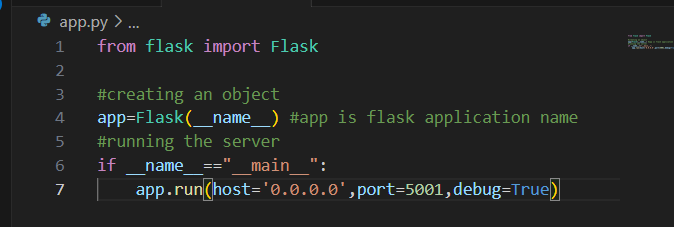 app.py > ...
1 from flask import Flask
2
3 #creating an object
4 app=Flask(__name__) #app is flask application name
5 #running the server
6 if __name__=="__main__":
7     app.run(host='0.0.0.0',port=5001,debug=True)